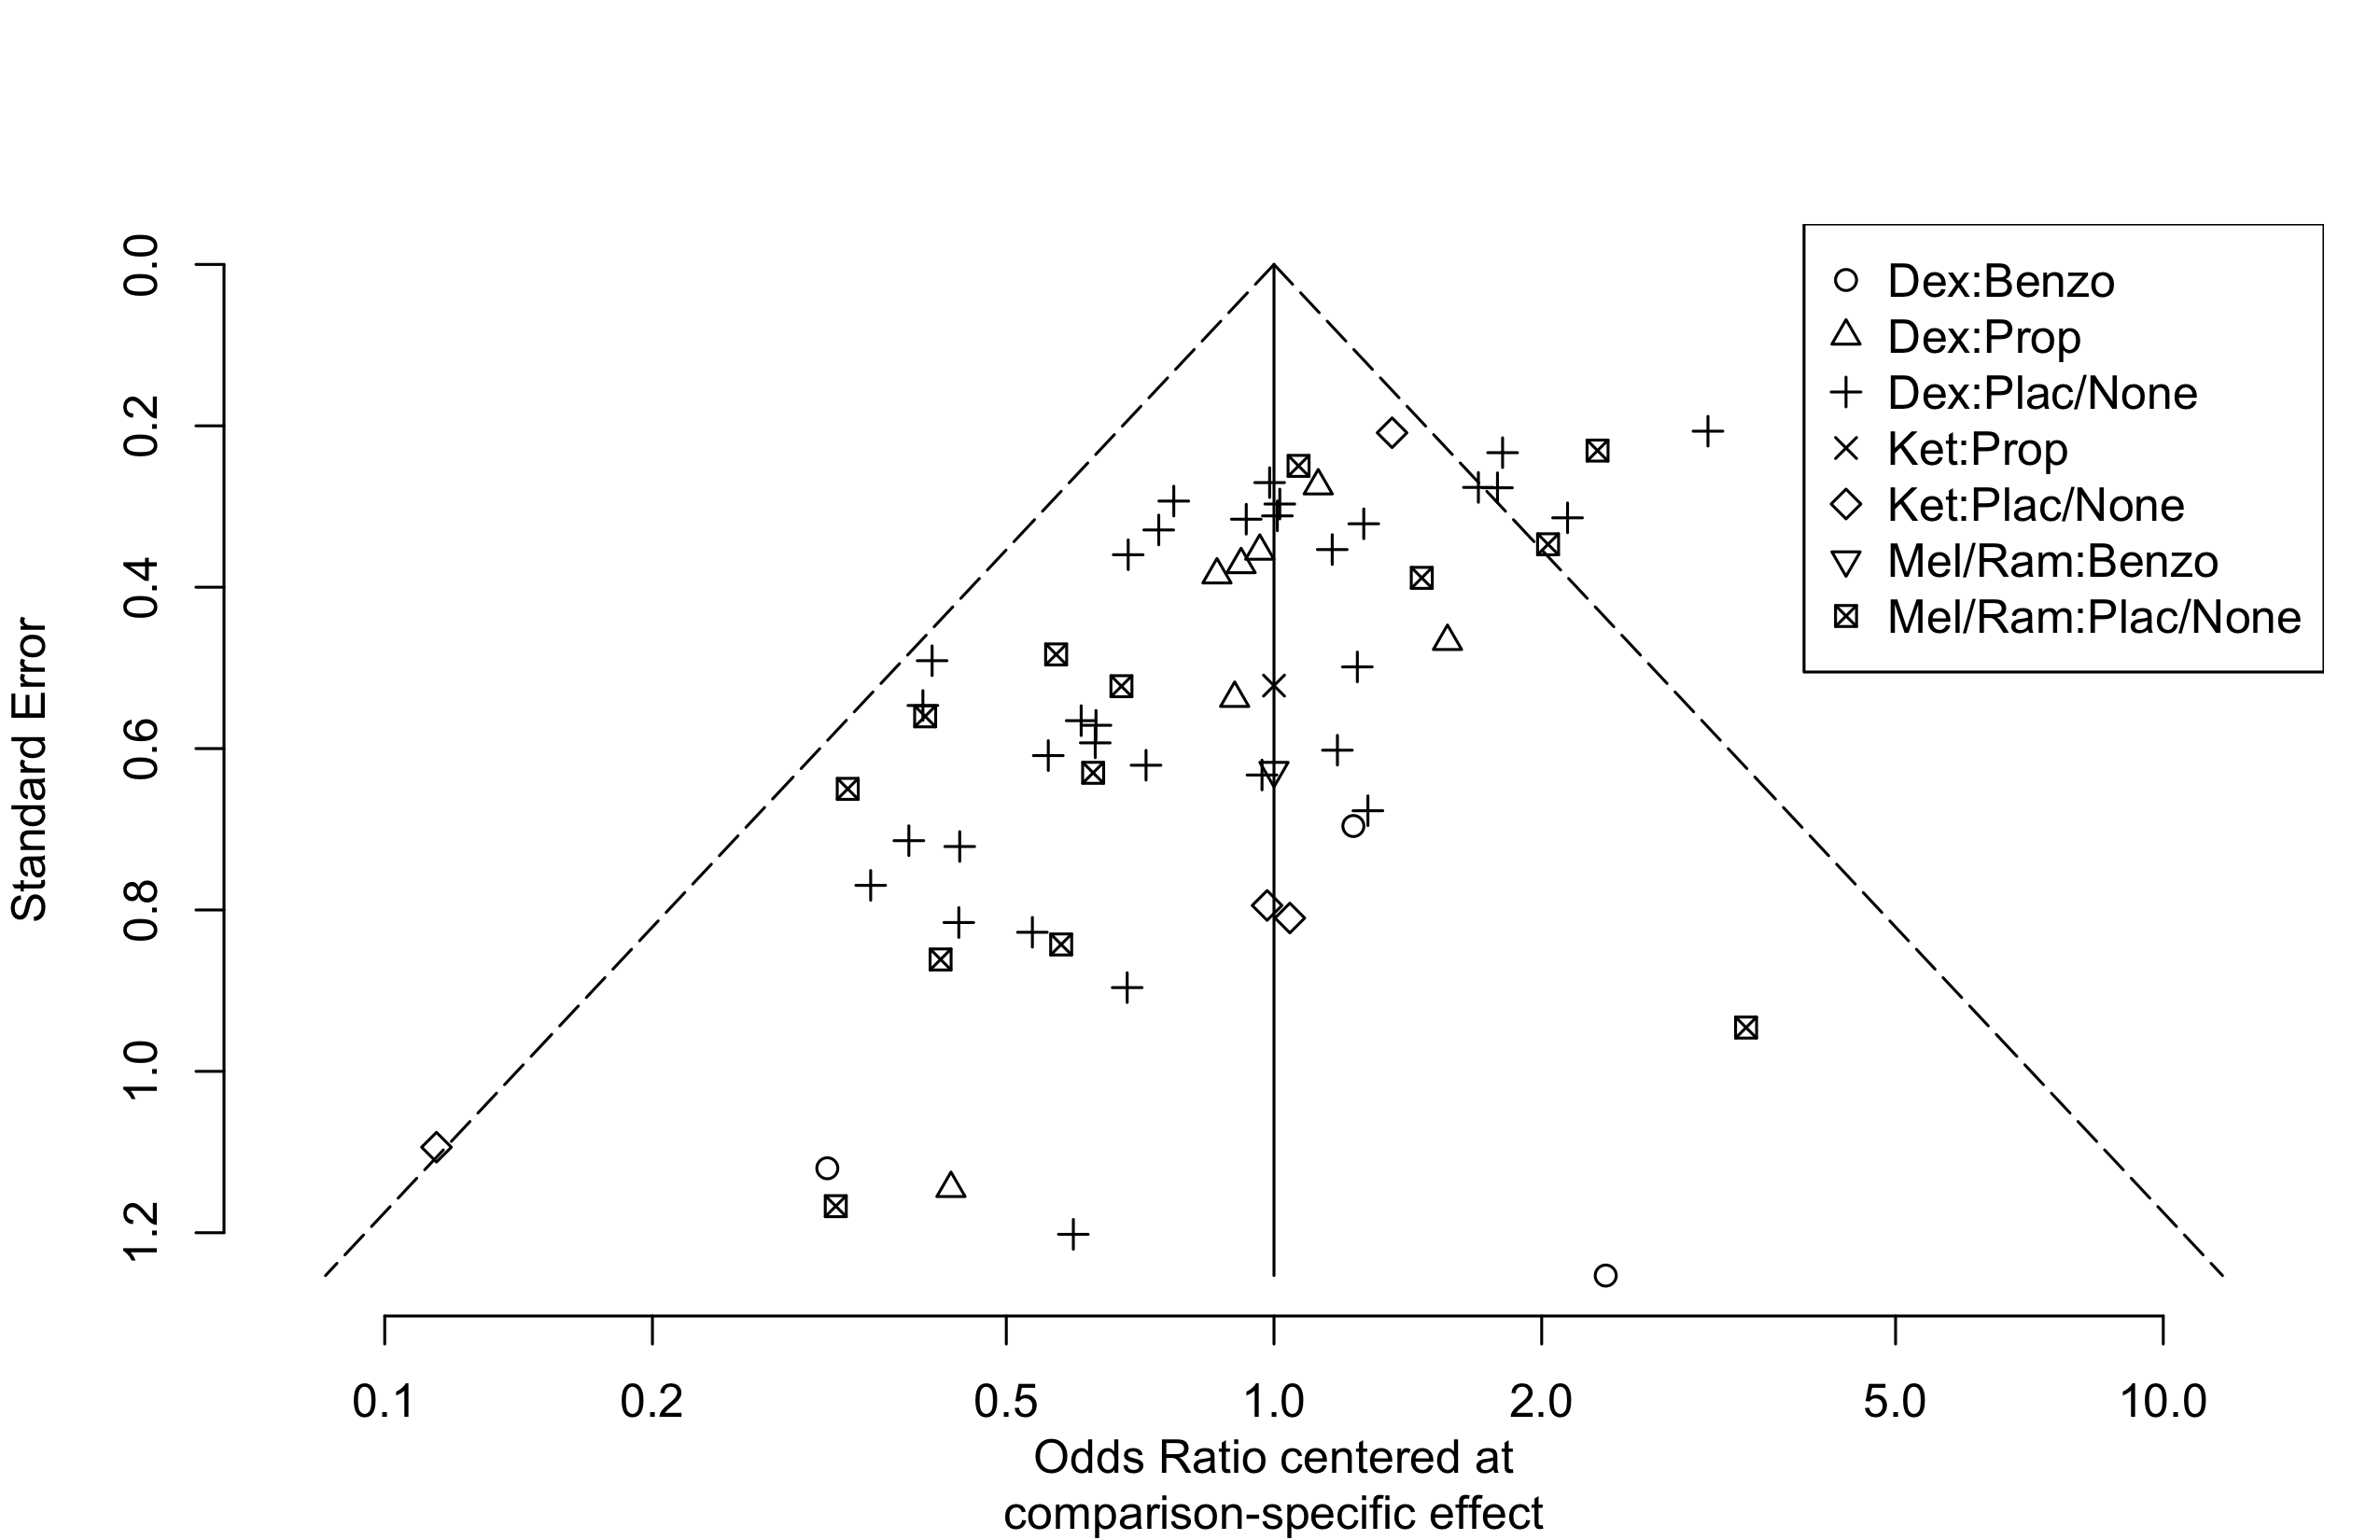 Dex:Benzo
Dex:Prop
Dex:Plac/None
Ket:Prop
Ket:Plac/None
Mel/Ram:Benzo
Mel/Ram:Plac/None
Standard Error
0.0
0.2
0.4
0.6
0.8
1.0
1.2
0.1 0.2 0.5 1.0 2.0 5.0 10.0
Odds Ratio centered at
comparison-specific effect